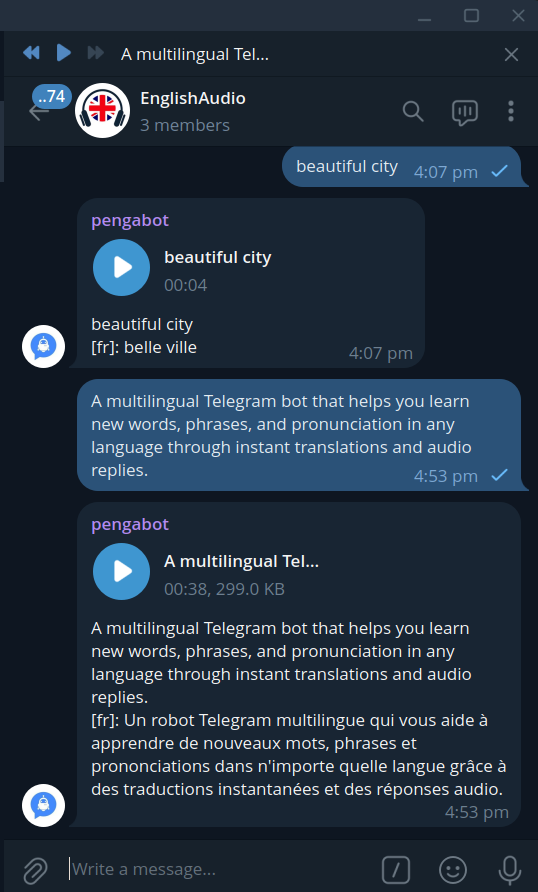 A multilingual Tel...
..74
EnglishAudio
3 members
beautiful city
4:07 pm
pengabot
beautiful city
00:04
beautiful city
[fr]: belle ville
4:07 pm
A multilingual Telegram bot that helps you learn
new words, phrases, and pronunciation in any
language through instant translations and audio
replies.
4:53 pm
pengabot
A multilingual Tel...
00:38, 299.0 KB
A multilingual Telegram bot that helps you learn
new words, phrases, and pronunciation in any
language through instant translations and audio
replies.
[fr]: Un robot Telegram multilingue qui vous aide à
apprendre de nouveaux mots, phrases et
prononciations dans n'importe quelle langue grâce à
des traductions instantanées et des réponses audio.
4:53 pm
Write a message...